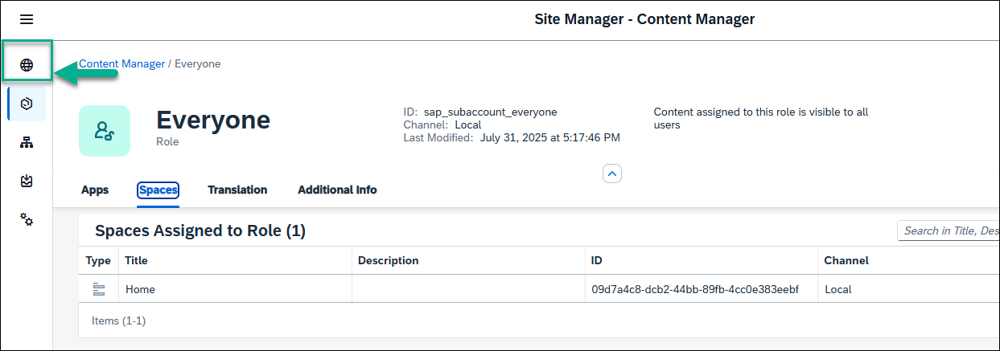 Site Manager - Content Manager
Content Manager / Everyone
Everyone
Role
ID: sap_subaccount_everyone
Channel: Local
Last Modified: July 31, 2025 at 5:17:46 PM
Content assigned to this role is visible to all
users
Apps Spaces Translation Additional Info
Spaces Assigned to Role (1)
Search in Title, Des
Type Title Description ID Channel
Home 09d7a4c8-dcb2-44bb-89fb-4cc0e383eebf Local
Items (1-1)